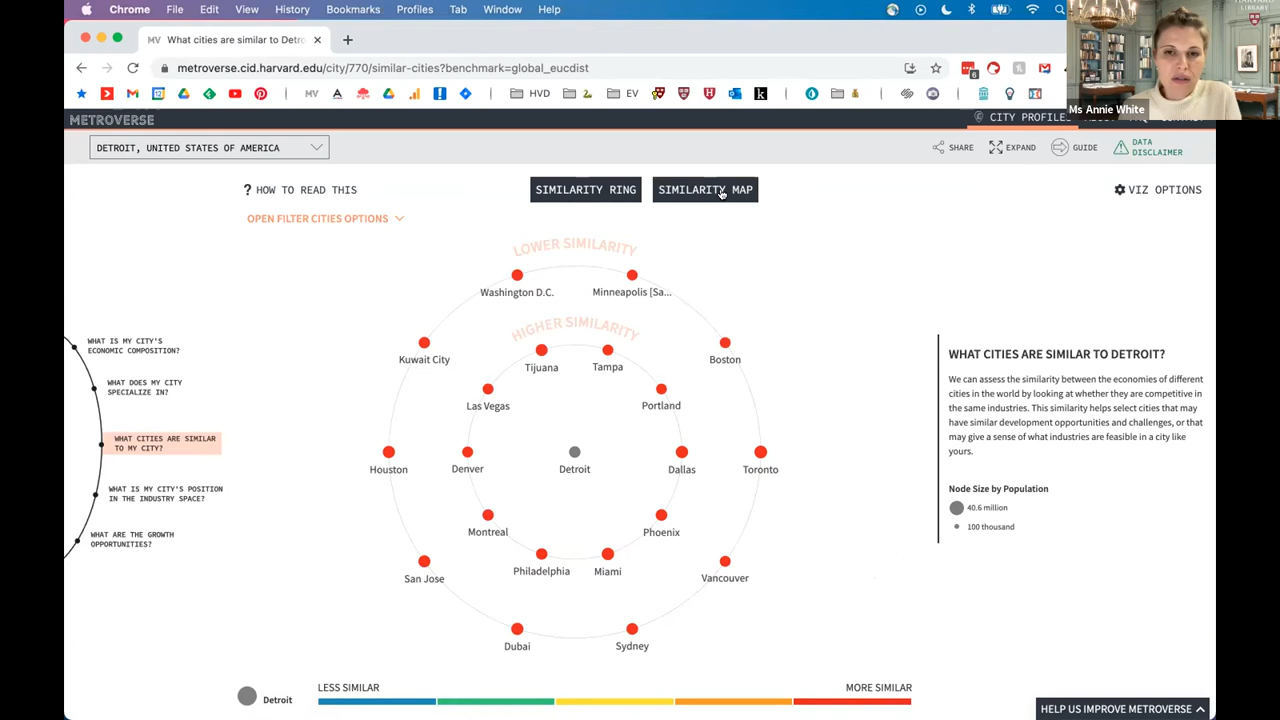 Chrome File Edit View History Bookmarks Profiles Tab Window Help
MV What cities are similar to Detro
metroverse.cid.harvard.edu/city/770/similar-cities?benchmark=global_eucdist
6
MV HVD EV
LIBRARY
Ms Annie White
METROVERSE
CITY PROFILES
DETROIT, UNITED STATES OF AMERICA
SHARE EXPAND GUIDE DATA DISCLAIMER
? HOW TO READ THIS
SIMILARITY RING SIMILARITY MAP
VIZ OPTIONS
OPEN FILTER CITIES OPTIONS
LOWER SIMILARITY
Washington D.C. Minneapolis [Sa...
HIGHER SIMILARITY
Kuwait City Tijuana Tampa Boston
Las Vegas Portland
Houston Denver Detroit Dallas Toronto
Montreal Phoenix
San Jose Philadelphia Miami Vancouver
Dubai Sydney
WHAT IS MY CITY'S
ECONOMIC COMPOSITION?
WHAT DOES MY CITY
SPECIALIZE IN?
WHAT CITIES ARE SIMILAR
TO MY CITY?
WHAT IS MY CITY'S POSITION
IN THE INDUSTRY SPACE?
WHAT ARE THE GROWTH
OPPORTUNITIES?
WHAT CITIES ARE SIMILAR TO DETROIT?
We can assess the similarity between the economies of different
cities in the world by looking at whether they are competitive in
the same industries. This similarity helps select cities that may
have similar development opportunities and challenges, or that
may give a sense of what industries are feasible in a city like
yours.
Node Size by Population
40.6 million
100 thousand
Detroit
LESS SIMILAR MORE SIMILAR
HELP US IMPROVE METROVERSE